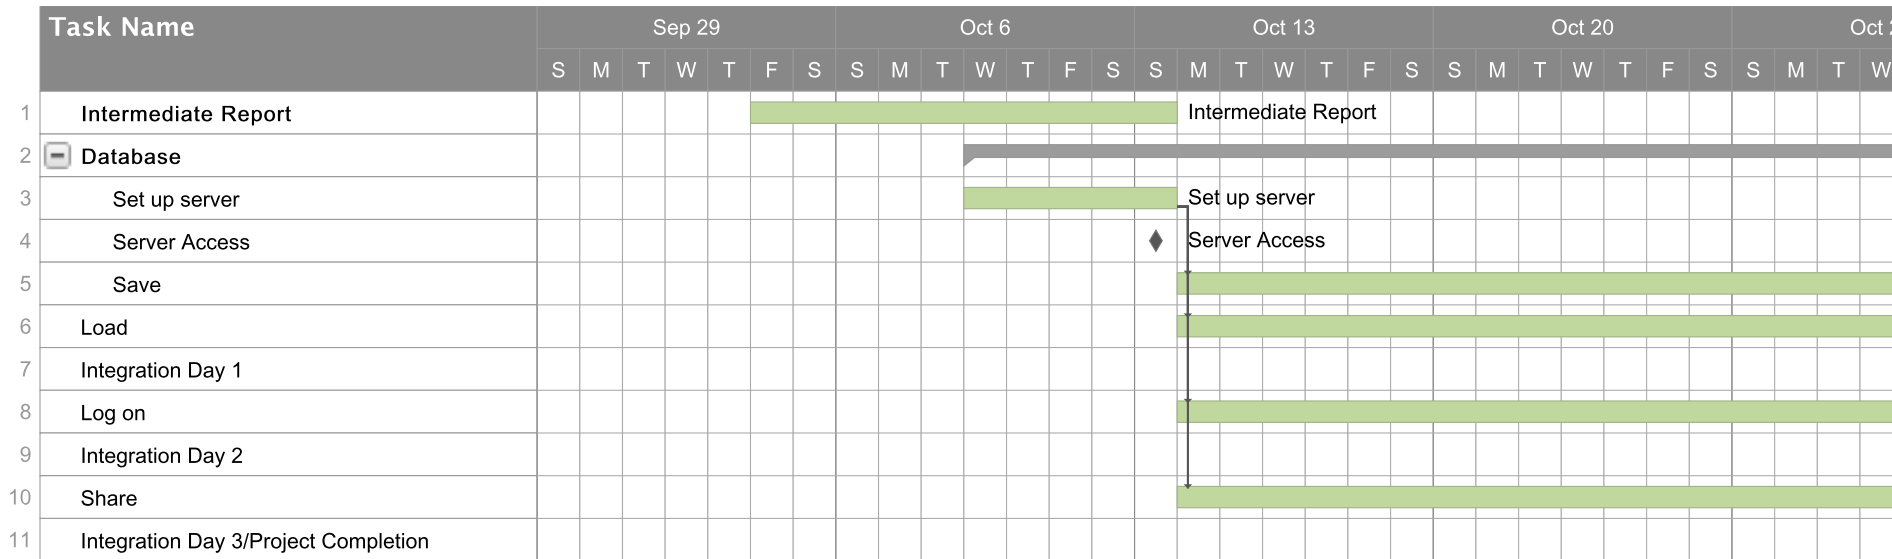 Task Name
Sep 29 Oct 6 Oct 13 Oct 20 Oct
S M T W T F S S M T W T F S S M T W T F S S M T W T F S S M T W
1 Intermediate Report Intermediate Report
2 Database
3 Set up server Set up server
4 Server Access Server Access
5 Save
6 Load
7 Integration Day 1
8 Log on
9 Integration Day 2
10 Share
11 Integration Day 3/Project Completion